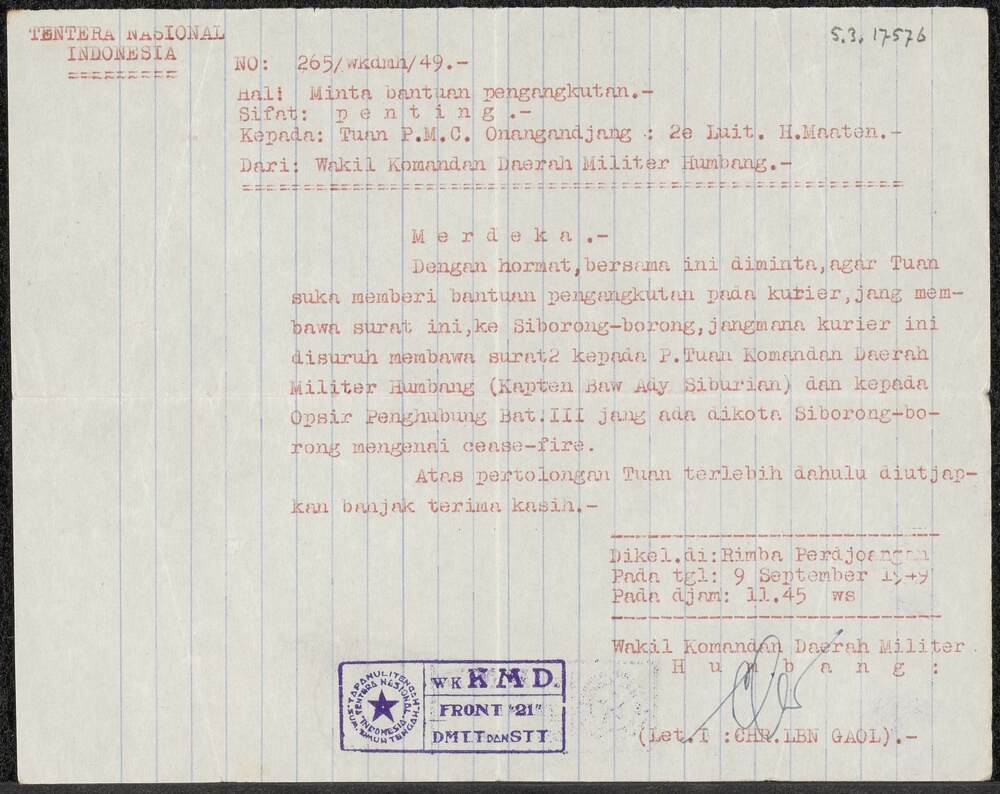 TENTERA NASIONAL
INDONESIA
5.3. 17576
NO: 265/wkdmh/49.-
Hal: Minta bantuan pengangkutan.-
Sifat: p e n t i n g .-
Kepada: Tuan P.M.C. Onangandjang : 2e Luit. H.Maaten.-
Dari: Wakil Komandan Daerah Militer Humbang.-
M e r d e k a .-
Dengan hormat,bersama ini diminta,agar Tuan
suka memberi bantuan pengangkutan pada kurier,jang mem-
bawa surat ini,ke Siborong-borong,jangmana kurier ini
disuruh membawa surat2 kepada P.Tuan Komandan Daerah
Militer Humbang (Kapten Baw Ady Siburian) dan kepada
Opsir Penghubung Bat.III jang ada dikota Siborong-bo-
rong mengenai cease-fire.
Atas pertolongan Tuan terlebih dahulu diutjap-
kan banjak terima kasih.-
Dikel.di:Rimba Perdjoangan
Pada tgl: 9 September 1949
Pada djam: 11.45 ws
Wakil Komandan Daerah Militer
H u m b a n g :
(Let.I :CHR.LBN GAOL).-
TAPANULI TENGAH
TENTERA NASIONAL
INDONESIA
WK KMD.
FRONT "21"
DMTT DAN STT